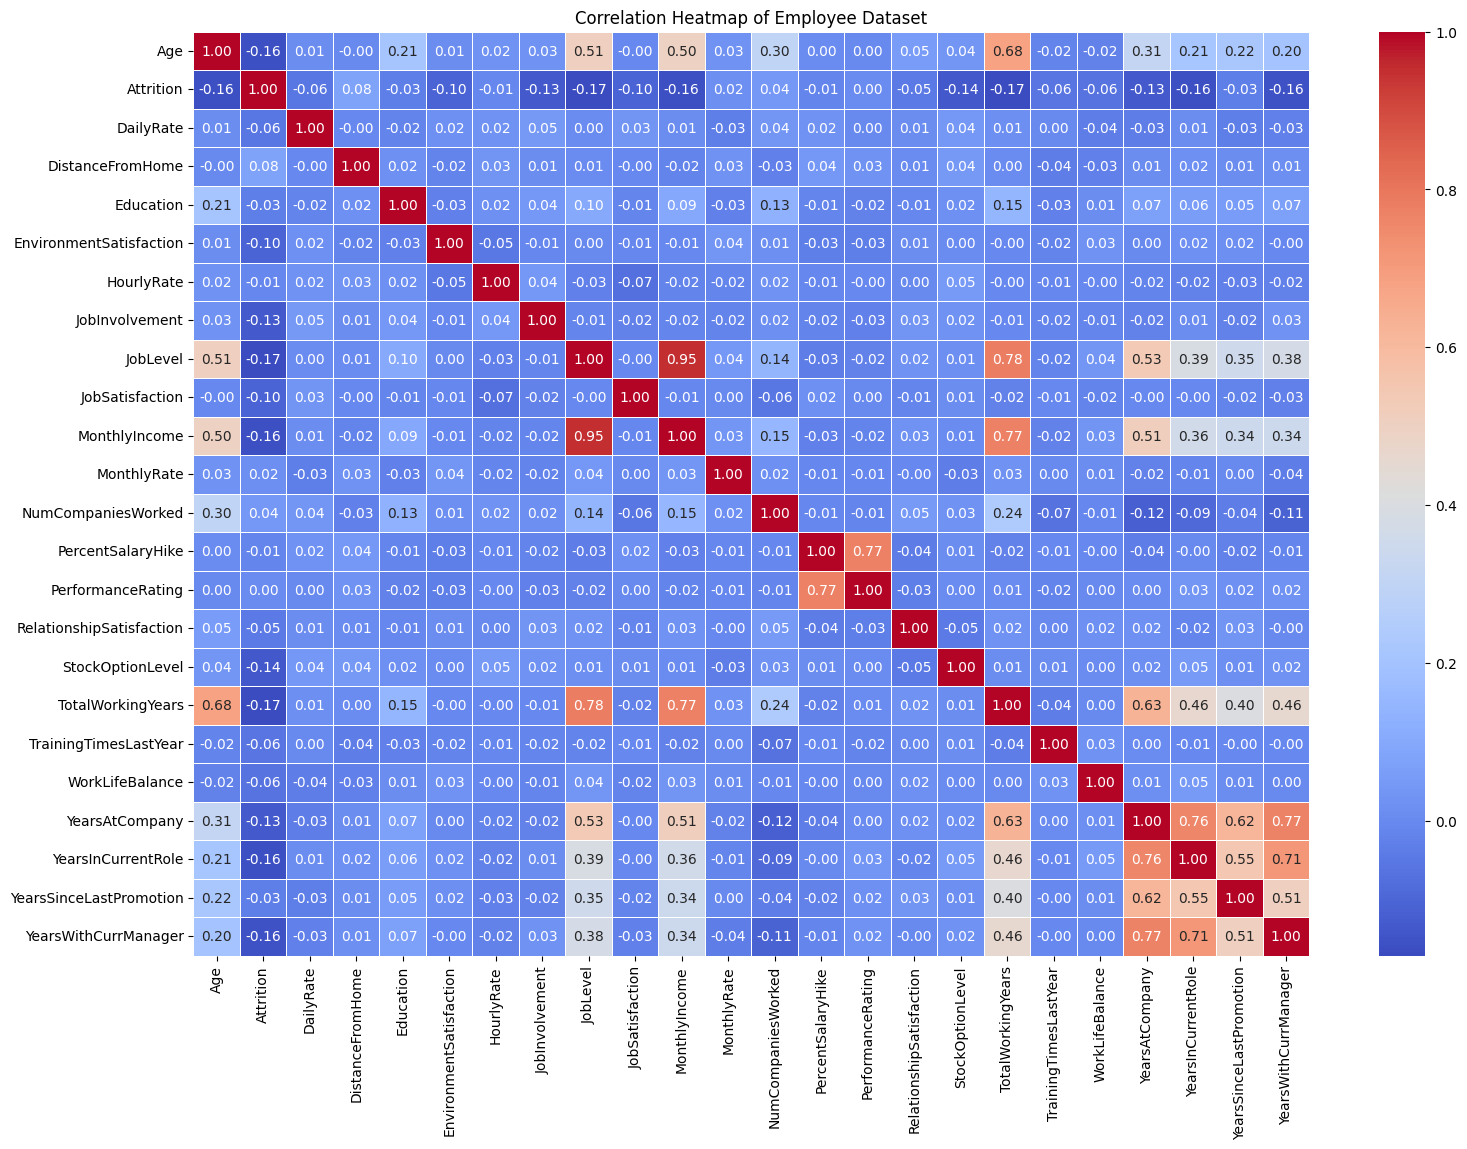 Correlation Heatmap of Employee Dataset
Age 1.00 -0.16 0.01 -0.00 0.21 0.01 0.02 0.03 0.51 -0.00 0.50 0.03 0.30 0.00 0.00 0.05 0.04 0.68 -0.02 -0.02 0.31 0.21 0.22 0.20
Attrition -0.16 1.00 -0.06 0.08 -0.03 -0.10 -0.01 -0.13 -0.17 -0.10 -0.16 0.02 0.04 -0.01 0.00 -0.05 -0.14 -0.17 -0.06 -0.06 -0.13 -0.16 -0.03 -0.16
DailyRate 0.01 -0.06 1.00 -0.00 -0.02 0.02 0.02 0.05 0.00 0.03 0.01 -0.03 0.04 0.02 0.00 0.01 0.04 0.01 0.00 -0.04 -0.03 0.01 -0.03 -0.03
DistanceFromHome -0.00 0.08 -0.00 1.00 0.02 -0.02 0.03 0.01 0.01 -0.00 -0.02 0.03 -0.03 0.04 0.03 0.01 0.04 0.00 -0.04 -0.03 0.01 0.02 0.01 0.01
Education 0.21 -0.03 -0.02 0.02 1.00 -0.03 0.02 0.04 0.10 -0.01 0.09 -0.03 0.13 -0.01 -0.02 -0.01 0.02 0.15 -0.03 0.01 0.07 0.06 0.05 0.07
EnvironmentSatisfaction 0.01 -0.10 0.02 -0.02 -0.03 1.00 -0.05 -0.01 0.00 -0.01 -0.01 0.04 0.01 -0.03 -0.03 0.01 0.00 -0.00 -0.02 0.03 0.00 0.02 0.02 -0.00
HourlyRate 0.02 -0.01 0.02 0.03 0.02 -0.05 1.00 0.04 -0.03 -0.07 -0.02 -0.02 0.02 -0.01 -0.00 0.00 0.05 -0.00 -0.01 -0.00 -0.02 -0.02 -0.03 -0.02
JobInvolvement 0.03 -0.13 0.05 0.01 0.04 -0.01 0.04 1.00 -0.01 -0.02 -0.02 -0.02 0.02 -0.02 -0.03 0.03 0.02 -0.01 -0.02 -0.01 -0.02 0.01 -0.02 0.03
JobLevel 0.51 -0.17 0.00 0.01 0.10 0.00 -0.03 -0.01 1.00 -0.00 0.95 0.04 0.14 -0.03 -0.02 0.02 0.01 0.78 -0.02 0.04 0.53 0.39 0.35 0.38
JobSatisfaction -0.00 -0.10 0.03 -0.00 -0.01 -0.01 -0.07 -0.02 -0.00 1.00 -0.01 0.00 -0.06 0.02 0.00 -0.01 0.01 -0.02 -0.01 -0.02 -0.00 -0.00 -0.02 -0.03
MonthlyIncome 0.50 -0.16 0.01 -0.02 0.09 -0.01 -0.02 -0.02 0.95 -0.01 1.00 0.03 0.15 -0.03 -0.02 0.03 0.01 0.77 -0.02 0.03 0.51 0.36 0.34 0.34
MonthlyRate 0.03 0.02 -0.03 0.03 -0.03 0.04 -0.02 -0.02 0.04 0.00 0.03 1.00 0.02 -0.01 -0.01 -0.00 -0.03 0.03 0.00 0.01 -0.02 -0.01 0.00 -0.04
NumCompaniesWorked 0.30 0.04 0.04 -0.03 0.13 0.01 0.02 0.02 0.14 -0.06 0.15 0.02 1.00 -0.01 -0.01 0.05 0.03 0.24 -0.07 -0.01 -0.12 -0.09 -0.04 -0.11
PercentSalaryHike 0.00 -0.01 0.02 0.04 -0.01 -0.03 -0.01 -0.02 -0.03 0.02 -0.03 -0.01 -0.01 1.00 0.77 -0.04 0.01 -0.02 -0.01 -0.00 -0.04 -0.00 -0.02 -0.01
PerformanceRating 0.00 0.00 0.00 0.03 -0.02 -0.03 -0.00 -0.03 -0.02 0.00 -0.02 -0.01 -0.01 0.77 1.00 -0.03 0.00 0.01 -0.02 0.00 0.00 0.03 0.02 0.02
RelationshipSatisfaction 0.05 -0.05 0.01 0.01 -0.01 0.01 0.00 0.03 0.02 -0.01 0.03 -0.00 0.05 -0.04 -0.03 1.00 -0.05 0.02 0.00 0.02 0.02 -0.02 0.03 -0.00
StockOptionLevel 0.04 -0.14 0.04 0.04 0.02 0.00 0.05 0.02 0.01 0.01 0.01 -0.03 0.03 0.01 0.00 -0.05 1.00 0.01 0.01 0.00 0.02 0.05 0.01 0.02
TotalWorkingYears 0.68 -0.17 0.01 0.00 0.15 -0.00 -0.00 -0.01 0.78 -0.02 0.77 0.03 0.24 -0.02 0.01 0.02 0.01 1.00 -0.04 0.00 0.63 0.46 0.40 0.46
TrainingTimesLastYear -0.02 -0.06 0.00 -0.04 -0.03 -0.02 -0.01 -0.02 -0.02 -0.01 -0.02 0.00 -0.07 -0.01 -0.02 0.00 0.01 -0.04 1.00 0.03 0.00 -0.01 -0.00 -0.00
WorkLifeBalance -0.02 -0.06 -0.04 -0.03 0.01 0.03 -0.00 -0.01 0.04 -0.02 0.03 0.01 -0.01 -0.00 0.00 0.02 0.00 0.00 0.03 1.00 0.01 0.05 0.01 0.00
YearsAtCompany 0.31 -0.13 -0.03 0.01 0.07 0.00 -0.02 -0.02 0.53 -0.00 0.51 -0.02 -0.12 -0.04 0.00 0.02 0.02 0.63 0.00 0.01 1.00 0.76 0.62 0.77
YearsInCurrentRole 0.21 -0.16 0.01 0.02 0.06 0.02 -0.02 0.01 0.39 -0.00 0.36 -0.01 -0.09 -0.00 0.03 -0.02 0.05 0.46 -0.01 0.05 0.76 1.00 0.55 0.71
YearsSinceLastPromotion 0.22 -0.03 -0.03 0.01 0.05 0.02 -0.03 -0.02 0.35 -0.02 0.34 0.00 -0.04 -0.02 0.02 0.03 0.01 0.40 -0.00 0.01 0.62 0.55 1.00 0.51
YearsWithCurrManager 0.20 -0.16 -0.03 0.01 0.07 -0.00 -0.02 0.03 0.38 -0.03 0.34 -0.04 -0.11 -0.01 0.02 -0.00 0.02 0.46 -0.00 0.00 0.77 0.71 0.51 1.00
Age
Attrition
DailyRate
DistanceFromHome
Education
EnvironmentSatisfaction
HourlyRate
JobInvolvement
JobLevel
JobSatisfaction
MonthlyIncome
MonthlyRate
NumCompaniesWorked
PercentSalaryHike
PerformanceRating
RelationshipSatisfaction
StockOptionLevel
TotalWorkingYears
TrainingTimesLastYear
WorkLifeBalance
YearsAtCompany
YearsInCurrentRole
YearsSinceLastPromotion
YearsWithCurrManager
1.0
0.8
0.6
0.4
0.2
0.0